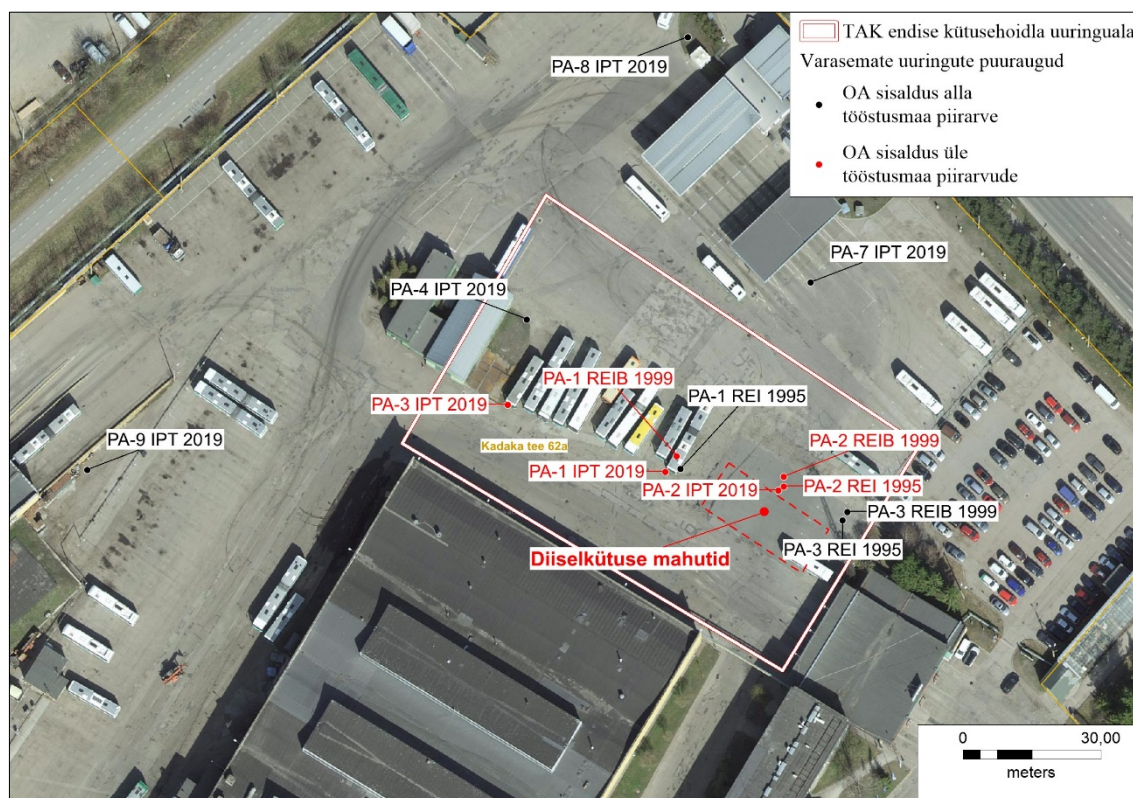 TAK endise kütusehoidla uuringuala
Varasemate uuringute puuraugud
OA sisaldus alla
tööstusmaa piirarve
OA sisaldus üle
tööstusmaa piirarvude
PA-8 IPT 2019
PA-7 IPT 2019
PA-4 IPT 2019
PA-1 REIB 1999
PA-1 REI 1995
PA-3 IPT 2019
PA-9 IPT 2019
Kadaka tee 62a
PA-2 REIB 1999
PA-1 IPT 2019
PA-2 IPT 2019
PA-2 REI 1995
PA-3 REIB 1999
PA-3 REI 1995
Diiselkütuse mahutid
0 30,00
meters